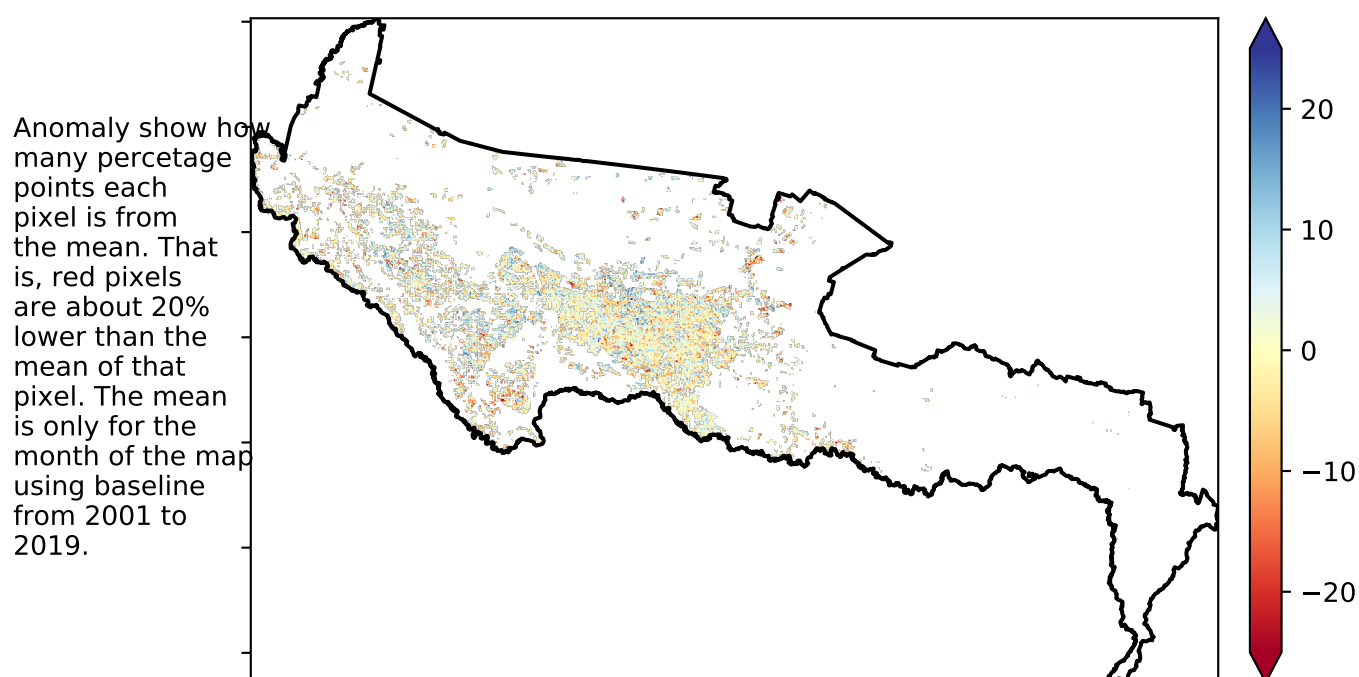 Anomaly show how
many percetage
points each
pixel is from
the mean. That
is, red pixels
are about 20%
lower than the
mean of that
pixel. The mean
is only for the
month of the map
using baseline
from 2001 to
2019.
20
10
0
−10
−20